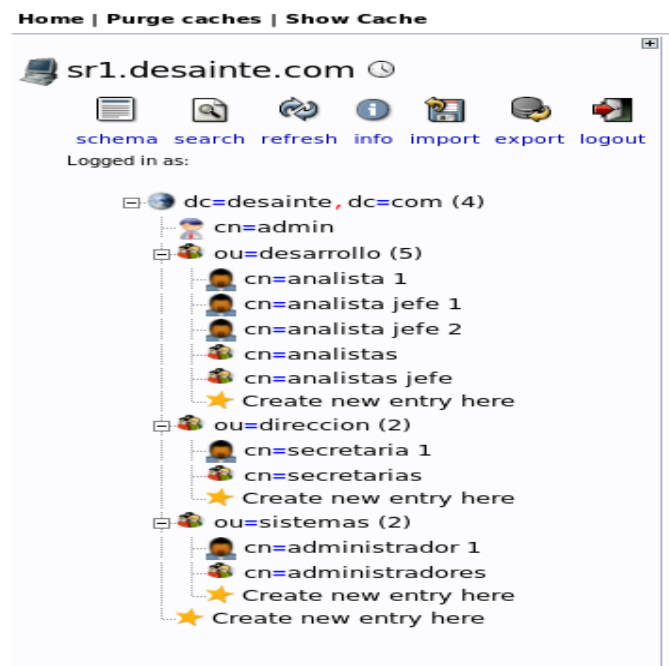 Home | Purge caches | Show Cache
sr1.desainte.com
schema search refresh info import export logout
Logged in as:
dc=desainte,dc=com (4)
cn=admin
ou=desarrollo (5)
cn=analista 1
cn=analista jefe 1
cn=analista jefe 2
cn=analistas
cn=analistas jefe
Create new entry here
ou=direccion (2)
cn=secretaria 1
cn=secretarias
Create new entry here
ou=sistemas (2)
cn=administrador 1
cn=administradores
Create new entry here
Create new entry here